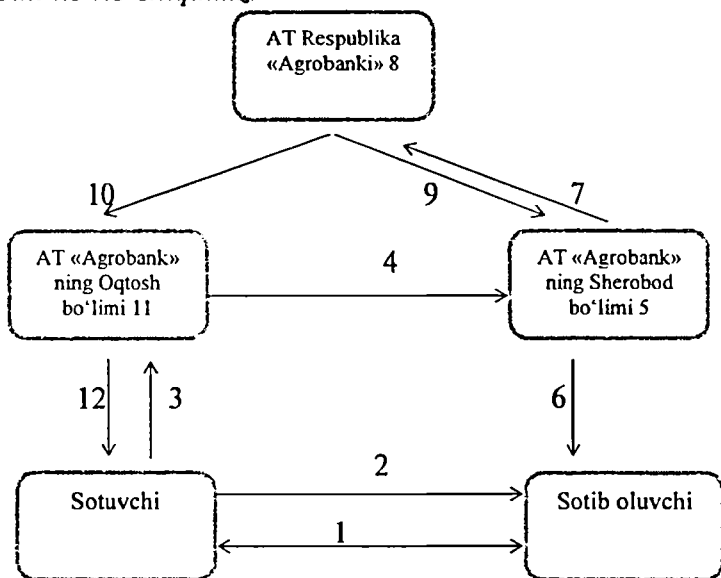 AT Respublika
«Agrobanki» 8
10
9
7
AT «Agrobank»
ning Oqtosh
bo‘limi 11
4
AT «Agrobank»
ning Sherobod
bo‘limi 5
12
3
6
Sotuvchi
2
Sotib oluvchi
1